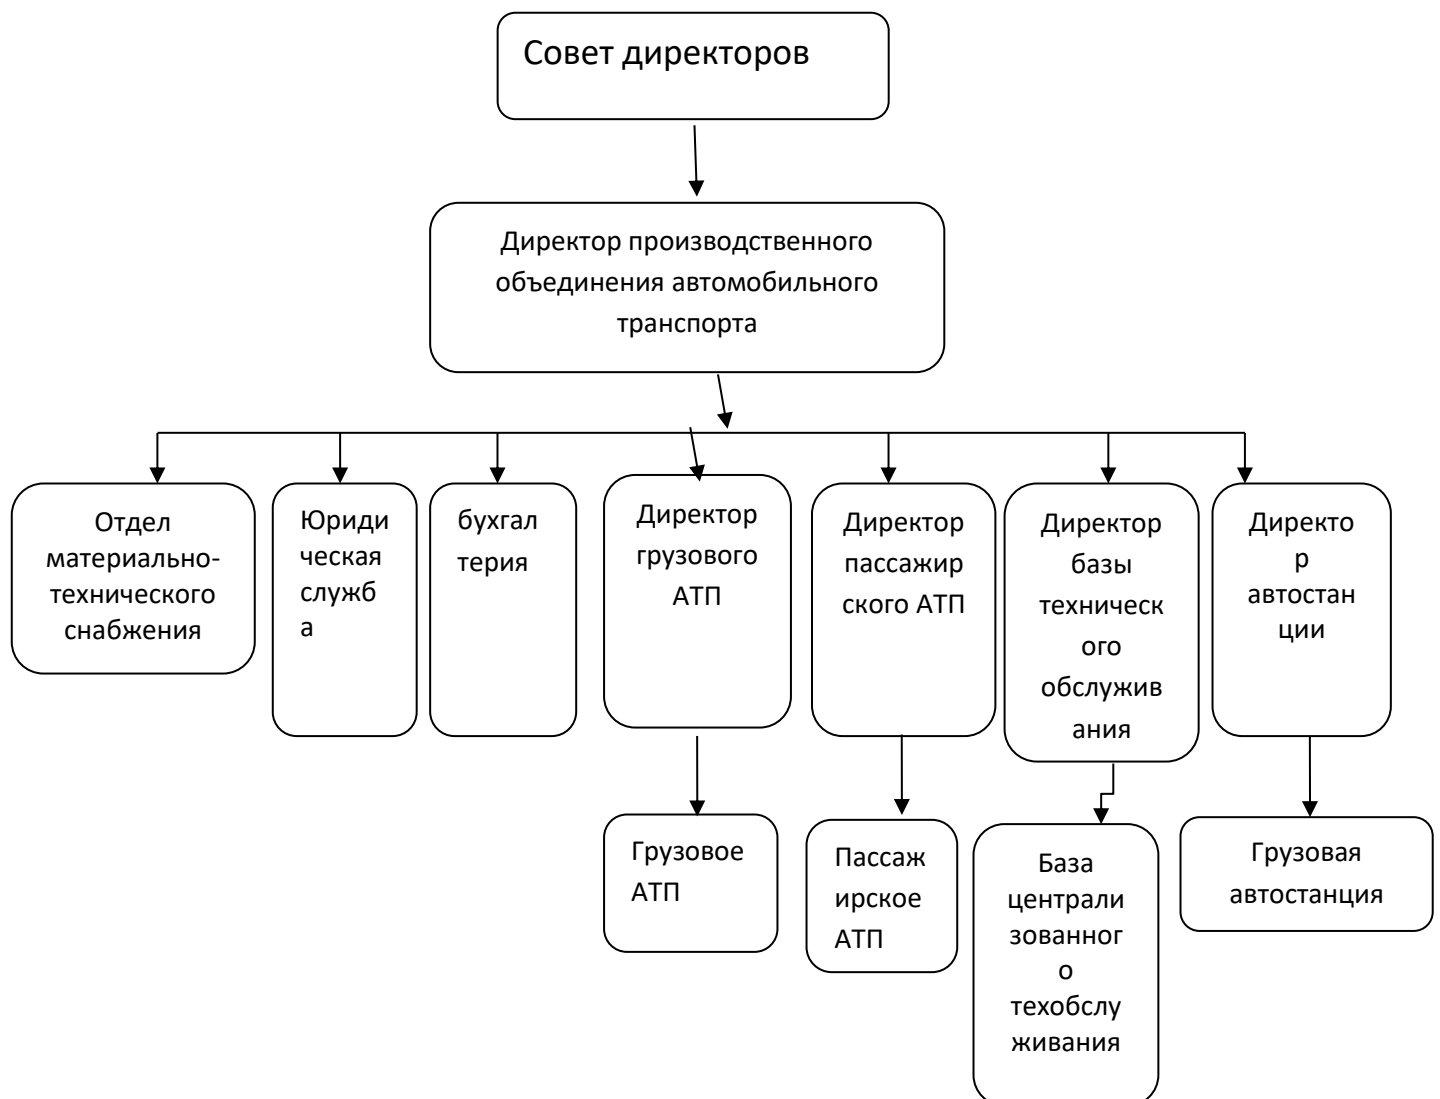 Совет директоров
Директор производственного
объединения автомобильного
транспорта
Отдел
материально-
технического
снабжения
Юриди
ческая
служб
а
бухгал
терия
Директор
грузового
АТП
Директор
пассажир
ского АТП
Директор
базы
техническ
ого
обслужив
ания
Директо
р
автостан
ции
Грузовое
АТП
Пассаж
ирское
АТП
База
централи
зованног
о
техобслу
живания
Грузовая
автостанция